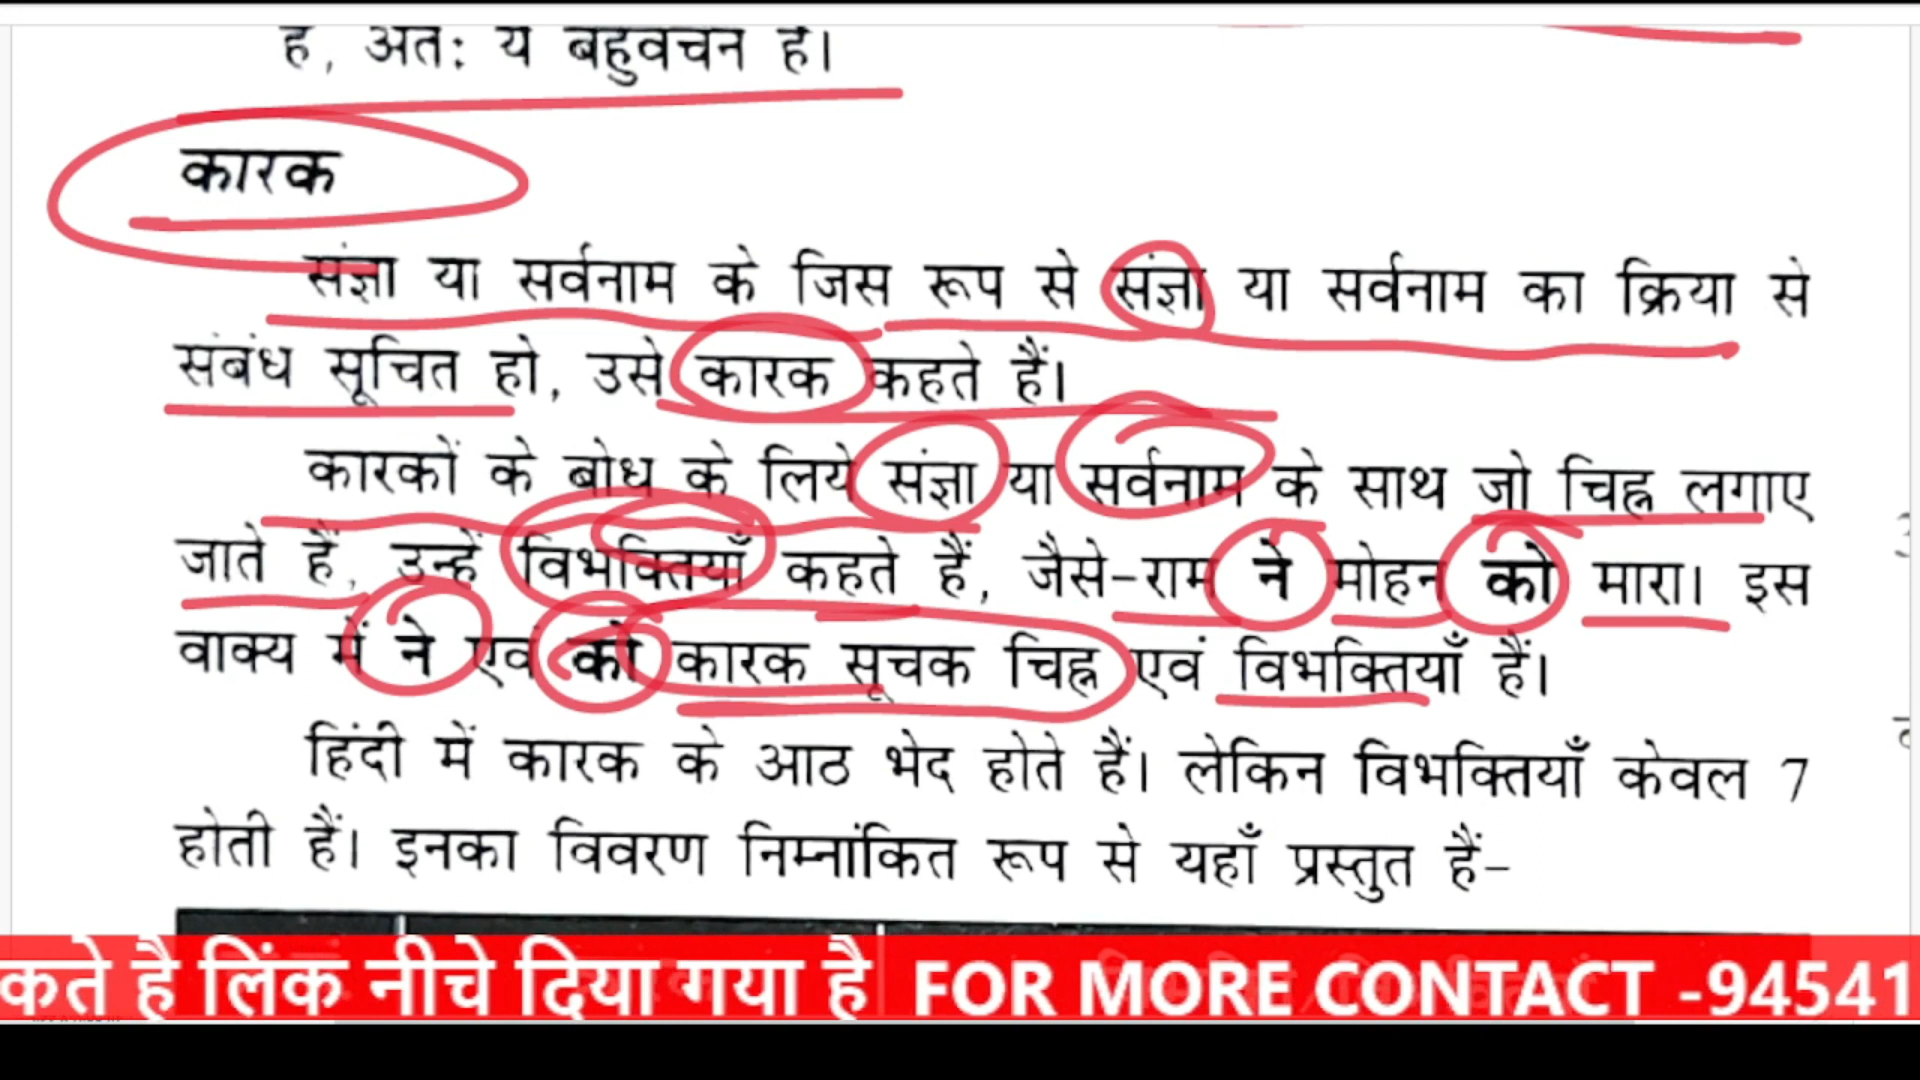 है, अतः ये बहुवचन हैं।
कारक
संज्ञा या सर्वनाम के जिस रूप से संज्ञा या सर्वनाम का क्रिया से
संबंध सूचित हो, उसे कारक कहते हैं।
कारकों के बोध के लिये संज्ञा या सर्वनाम के साथ जो चिह्न लगाए
जाते हैं, उन्हें विभक्तियाँ कहते हैं, जैसे-राम ने मोहन को मारा। इस
वाक्य में ने एवं को कारक सूचक चिह्न एवं विभक्तियाँ हैं।
हिंदी में कारक के आठ भेद होते हैं। लेकिन विभक्तियाँ केवल 7
होती हैं। इनका विवरण निम्नांकित रूप से यहाँ प्रस्तुत हैं-
कते है लिंक नीचे दिया गया है FOR MORE CONTACT -94541